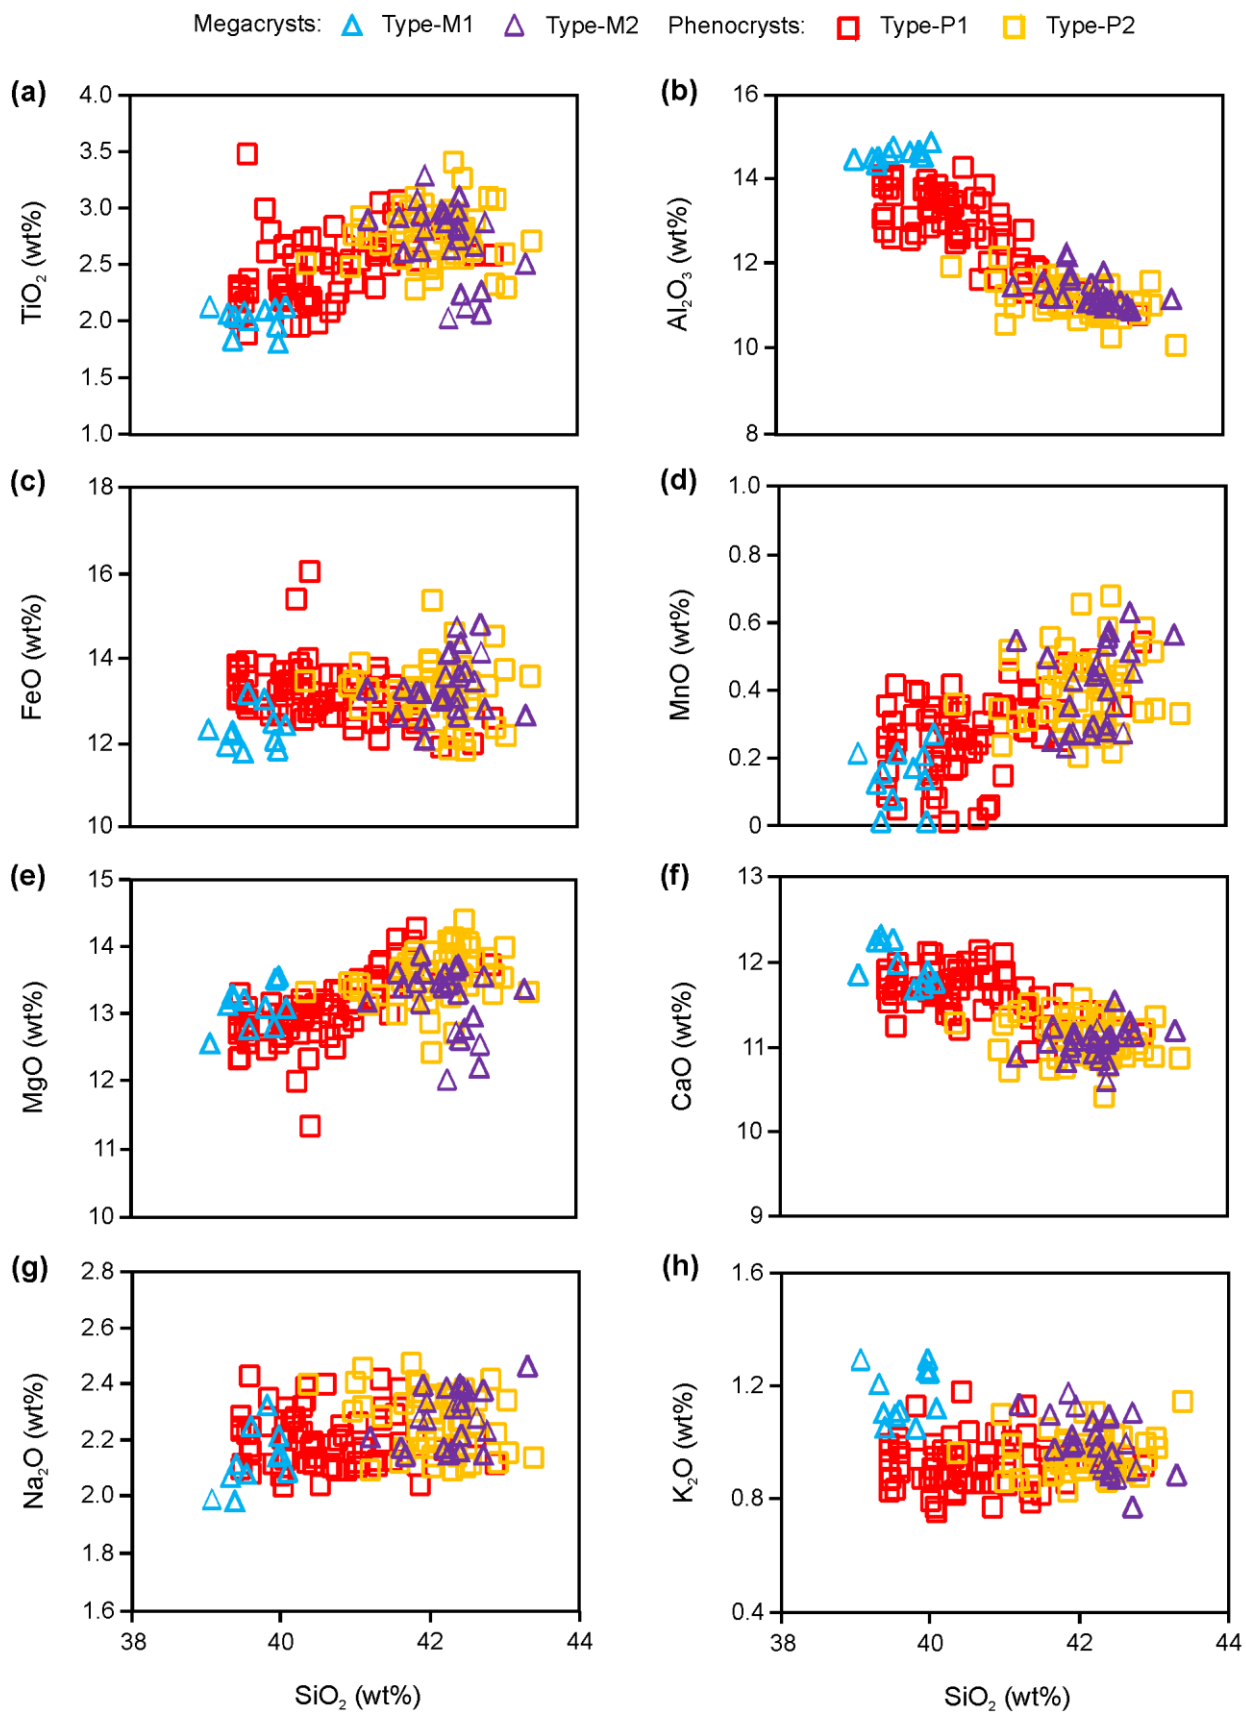 Megacrysts: Type-M1 Type-M2 Phenocrysts: Type-P1 Type-P2
(a)
4.0
3.5
3.0
2.5
2.0
1.5
1.0
TiO₂ (wt%)
(b)
16
14
12
10
8
Al₂O₃ (wt%)
(c)
18
16
14
12
10
FeO (wt%)
(d)
1.0
0.8
0.6
0.4
0.2
0
MnO (wt%)
(e)
15
14
13
12
11
10
MgO (wt%)
(f)
13
12
11
10
9
CaO (wt%)
(g)
2.8
2.6
2.4
2.2
2.0
1.8
1.6
Na₂O (wt%)
38 40 42 44
SiO₂ (wt%)
(h)
1.6
1.2
0.8
0.4
K₂O (wt%)
38 40 42 44
SiO₂ (wt%)